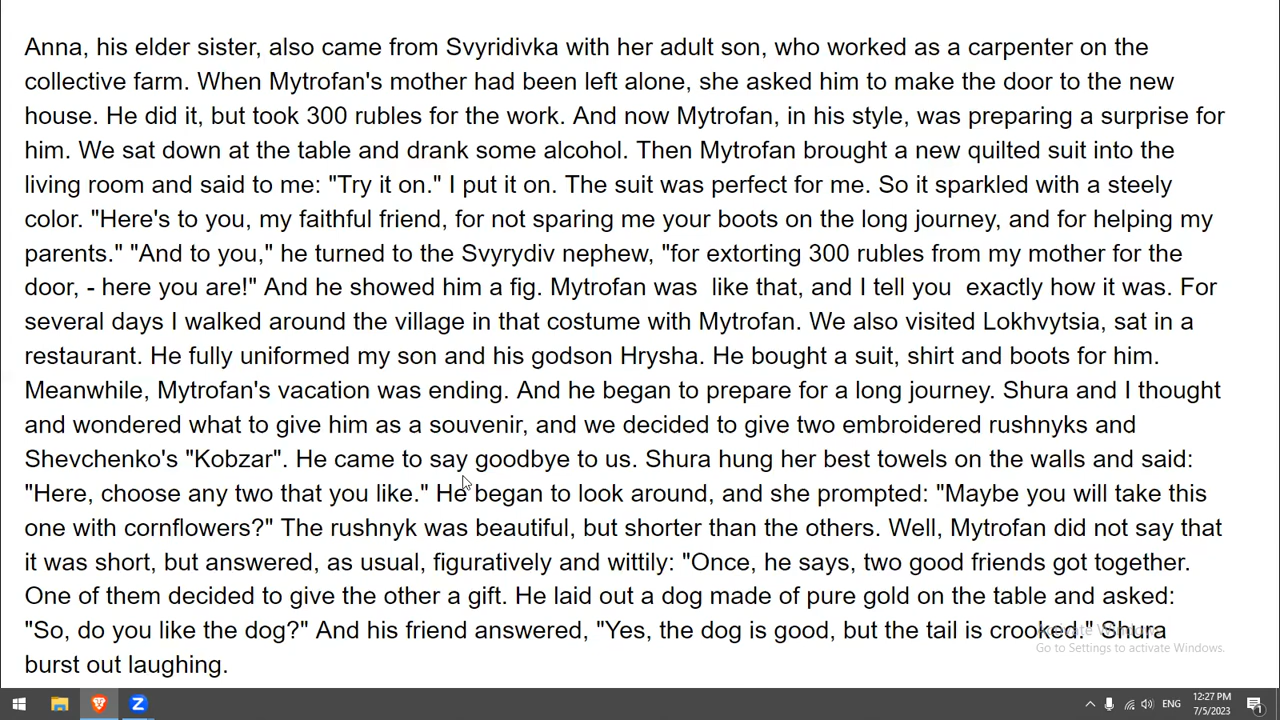 Anna, his elder sister, also came from Svyridivka with her adult son, who worked as a carpenter on the
collective farm. When Mytrofan's mother had been left alone, she asked him to make the door to the new
house. He did it, but took 300 rubles for the work. And now Mytrofan, in his style, was preparing a surprise for
him. We sat down at the table and drank some alcohol. Then Mytrofan brought a new quilted suit into the
living room and said to me: "Try it on." I put it on. The suit was perfect for me. So it sparkled with a steely
color. "Here's to you, my faithful friend, for not sparing me your boots on the long journey, and for helping my
parents." "And to you," he turned to the Svyrydiv nephew, "for extorting 300 rubles from my mother for the
door, - here you are!" And he showed him a fig. Mytrofan was  like that, and I tell you  exactly how it was. For
several days I walked around the village in that costume with Mytrofan. We also visited Lokhvytsia, sat in a
restaurant. He fully uniformed my son and his godson Hrysha. He bought a suit, shirt and boots for him.
Meanwhile, Mytrofan's vacation was ending. And he began to prepare for a long journey. Shura and I thought
and wondered what to give him as a souvenir, and we decided to give two embroidered rushnyks and
Shevchenko's "Kobzar". He came to say goodbye to us. Shura hung her best towels on the walls and said:
"Here, choose any two that you like." He began to look around, and she prompted: "Maybe you will take this
one with cornflowers?" The rushnyk was beautiful, but shorter than the others. Well, Mytrofan did not say that
it was short, but answered, as usual, figuratively and wittily: "Once, he says, two good friends got together.
One of them decided to give the other a gift. He laid out a dog made of pure gold on the table and asked:
"So, do you like the dog?" And his friend answered, "Yes, the dog is good, but the tail is crooked." Shura
burst out laughing.
Activate Windows
Go to Settings to activate Windows.
ENG
12:27 PM
7/5/2023
1
Z